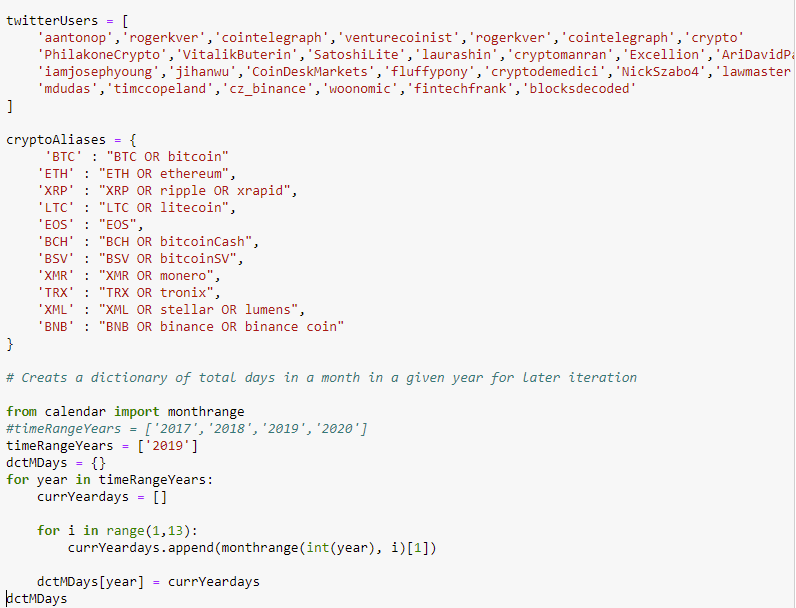 twitterUsers = [
    'aantonop','rogerkver','cointelegraph','venturecoinist','rogerkver','cointelegraph','crypto'
    'PhilakoneCrypto','VitalikButerin','SatoshiLite','laurashin','cryptomanran','Excellion','AriDavidPa
    'iamjosephyoung','jihanwu','CoinDeskMarkets','fluffypony','cryptodemedici','NickSzabo4','lawmaster
    'mdudas','timccopeland','cz_binance','woonomic','fintechfrank','blocksdecoded'
]
cryptoAliases = {
     'BTC' : "BTC OR bitcoin"
    'ETH' : "ETH OR ethereum",
    'XRP' : "XRP OR ripple OR xrapid",
    'LTC' : "LTC OR litecoin",
    'EOS' : "EOS",
    'BCH' : "BCH OR bitcoinCash",
    'BSV' : "BSV OR bitcoinSV",
    'XMR' : "XMR OR monero",
    'TRX' : "TRX OR tronix",
    'XML' : "XML OR stellar OR lumens",
    'BNB' : "BNB OR binance OR binance coin"
}
# Creats a dictionary of total days in a month in a given year for later iteration
from calendar import monthrange
#timeRangeYears = ['2017','2018','2019','2020']
timeRangeYears = ['2019']
dctMDays = {}
for year in timeRangeYears:
    currYeardays = []
    for i in range(1,13):
        currYeardays.append(monthrange(int(year), i)[1])
    dctMDays[year] = currYeardays
dctMDays